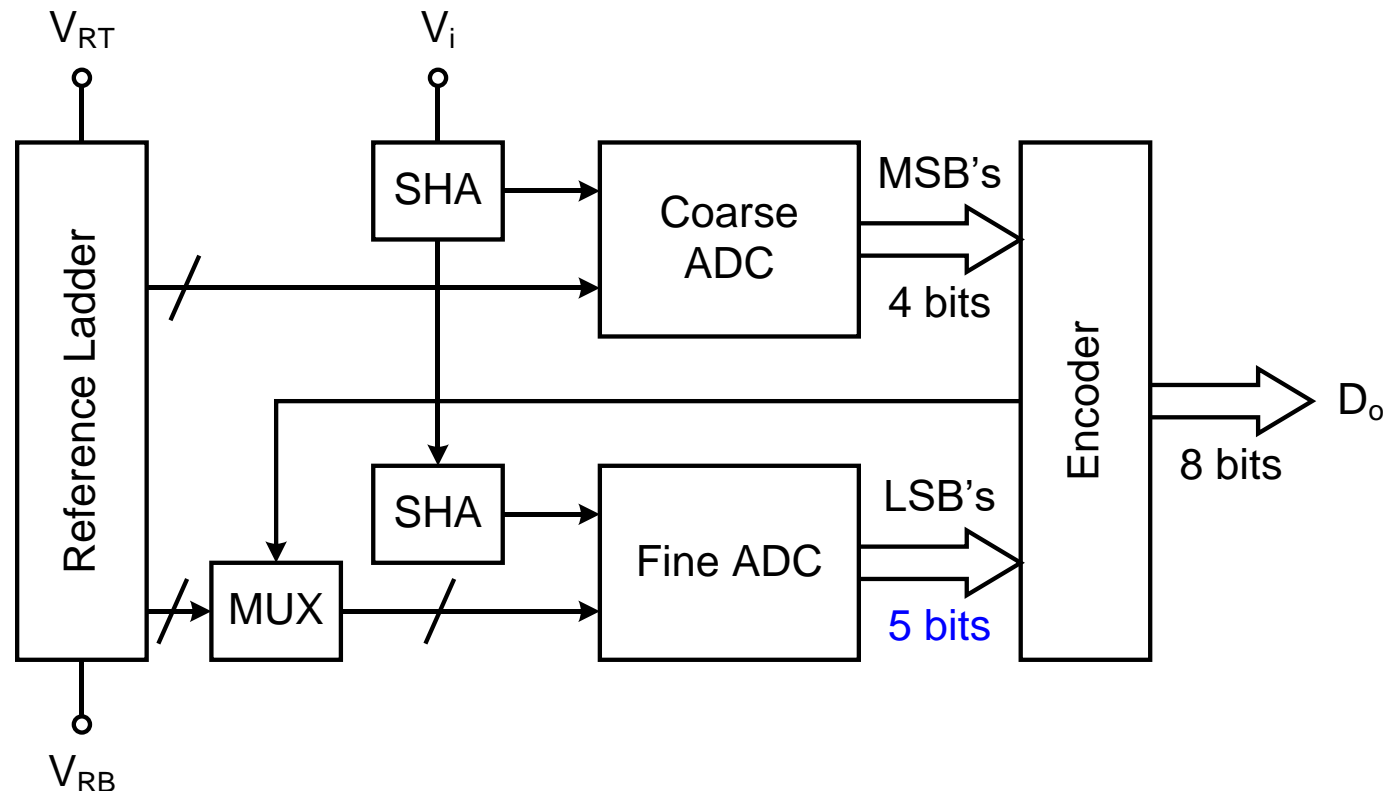 V_RT
V_i
SHA
Coarse
ADC
MSB’s
4 bits
Reference Ladder
Encoder
D_o
8 bits
SHA
Fine ADC
LSB’s
5 bits
MUX
V_RB